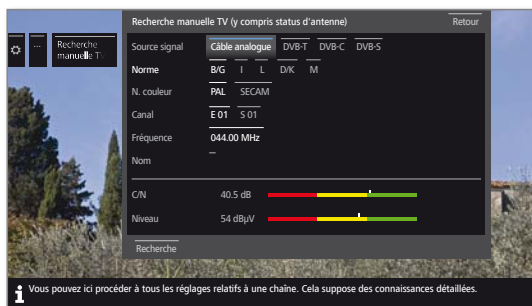 Recherche manuelle TV (y compris status d'antenne) Retour
... Recherche manuelle T
Source signal Câble analogue DVB-T DVB-C DVB-S
Norme B/G I L D/K M
N. couleur PAL SECAM
Canal E 01 S 01
Fréquence 044.00 MHz
Nom –
C/N 40.5 dB
Niveau 54 dBµV
Recherche
i Vous pouvez ici procéder à tous les réglages relatifs à une chaîne. Cela suppose des connaissances détaillées.